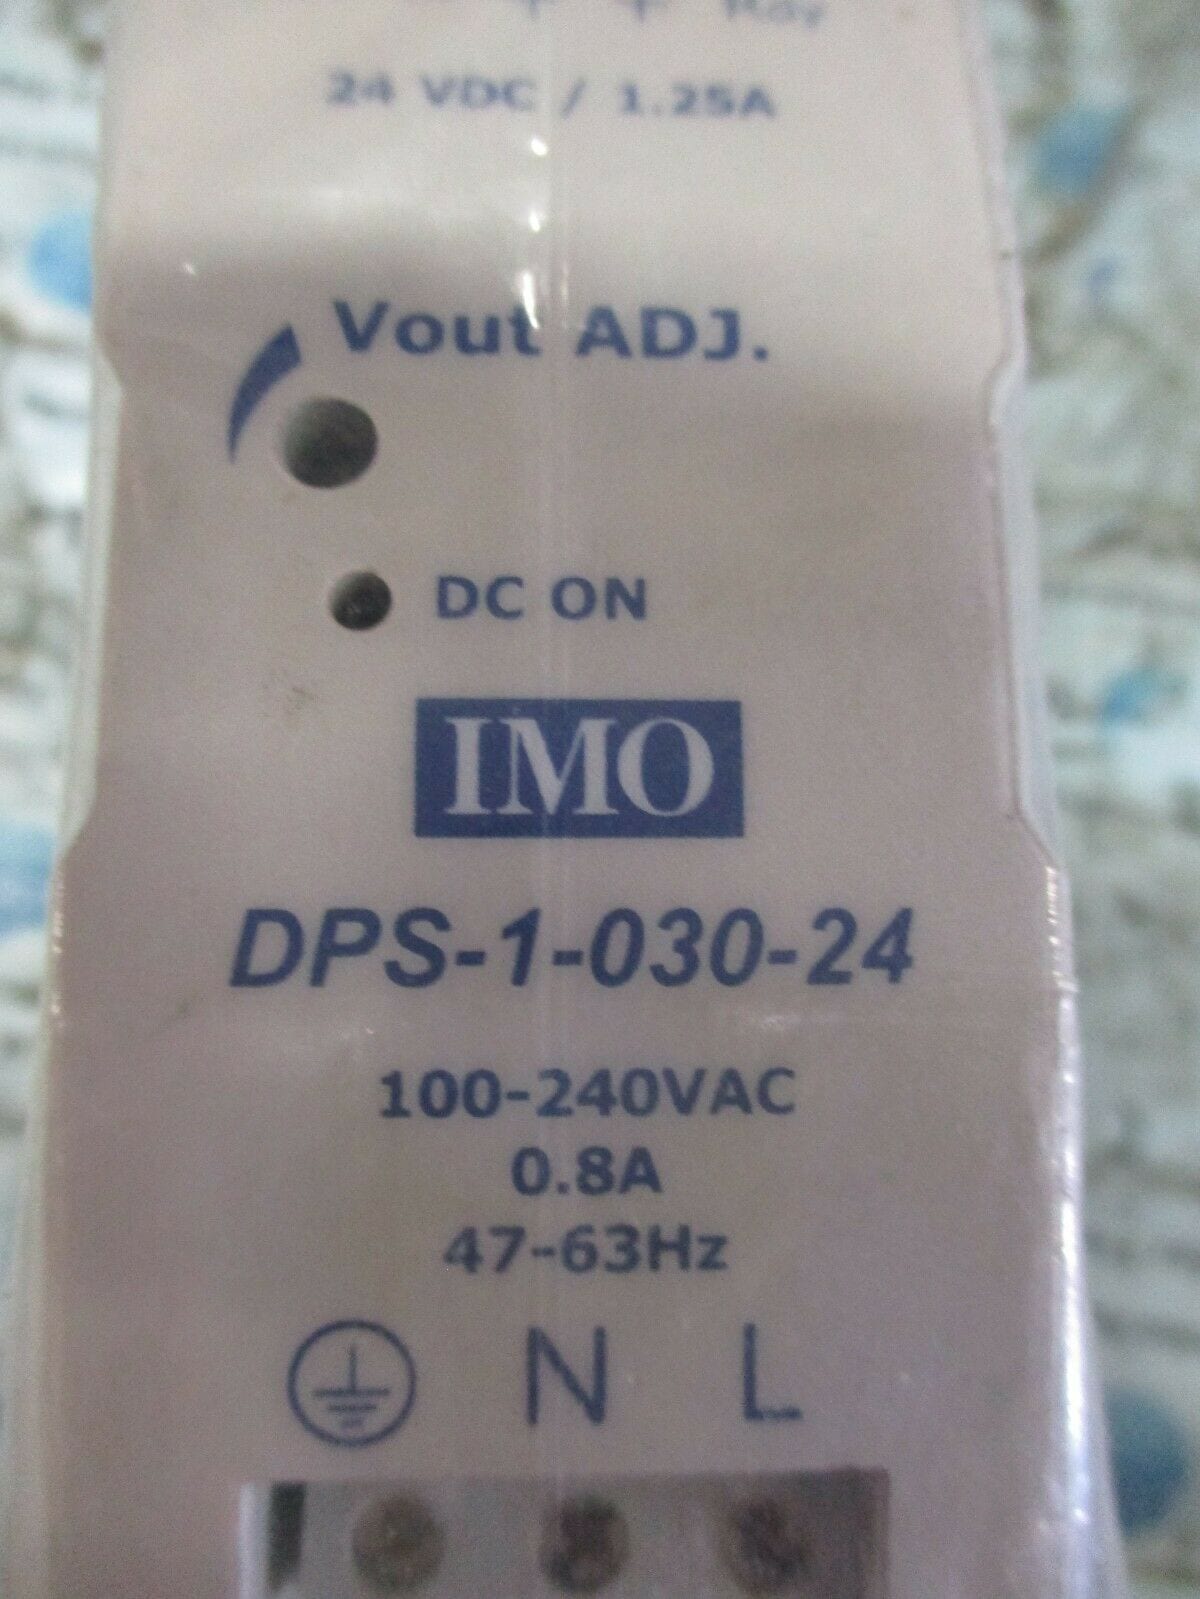 24 VDC / 1.25A
Vout ADJ.
DC ON
IMO
DPS-1-030-24
100-240VAC
0.8A
47-63Hz
N L